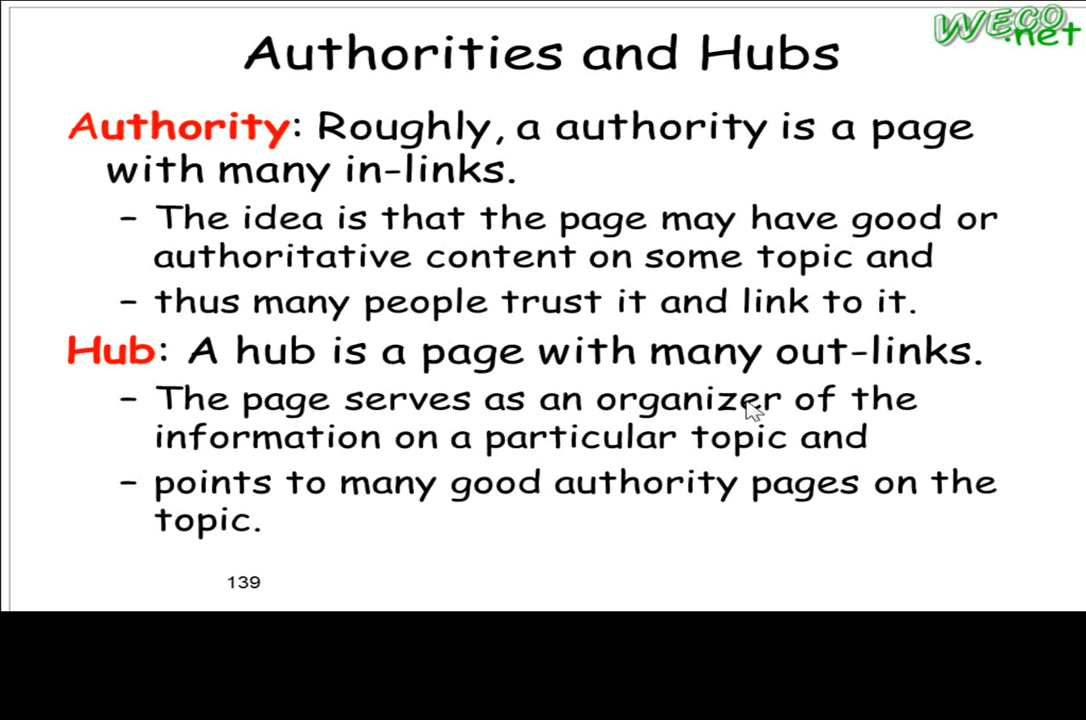 WECO
.net
Authorities and Hubs
Authority: Roughly, a authority is a page
with many in-links.
– The idea is that the page may have good or
authoritative content on some topic and
– thus many people trust it and link to it.
Hub: A hub is a page with many out-links.
– The page serves as an organizer of the
information on a particular topic and
– points to many good authority pages on the
topic.
139